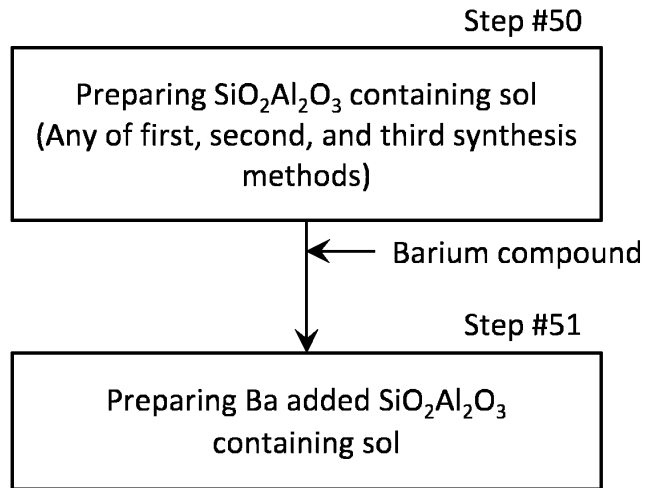 Step #50
Preparing SiO₂Al₂O₃ containing sol
(Any of first, second, and third synthesis
methods)
Barium compound
Step #51
Preparing Ba added SiO₂Al₂O₃
containing sol